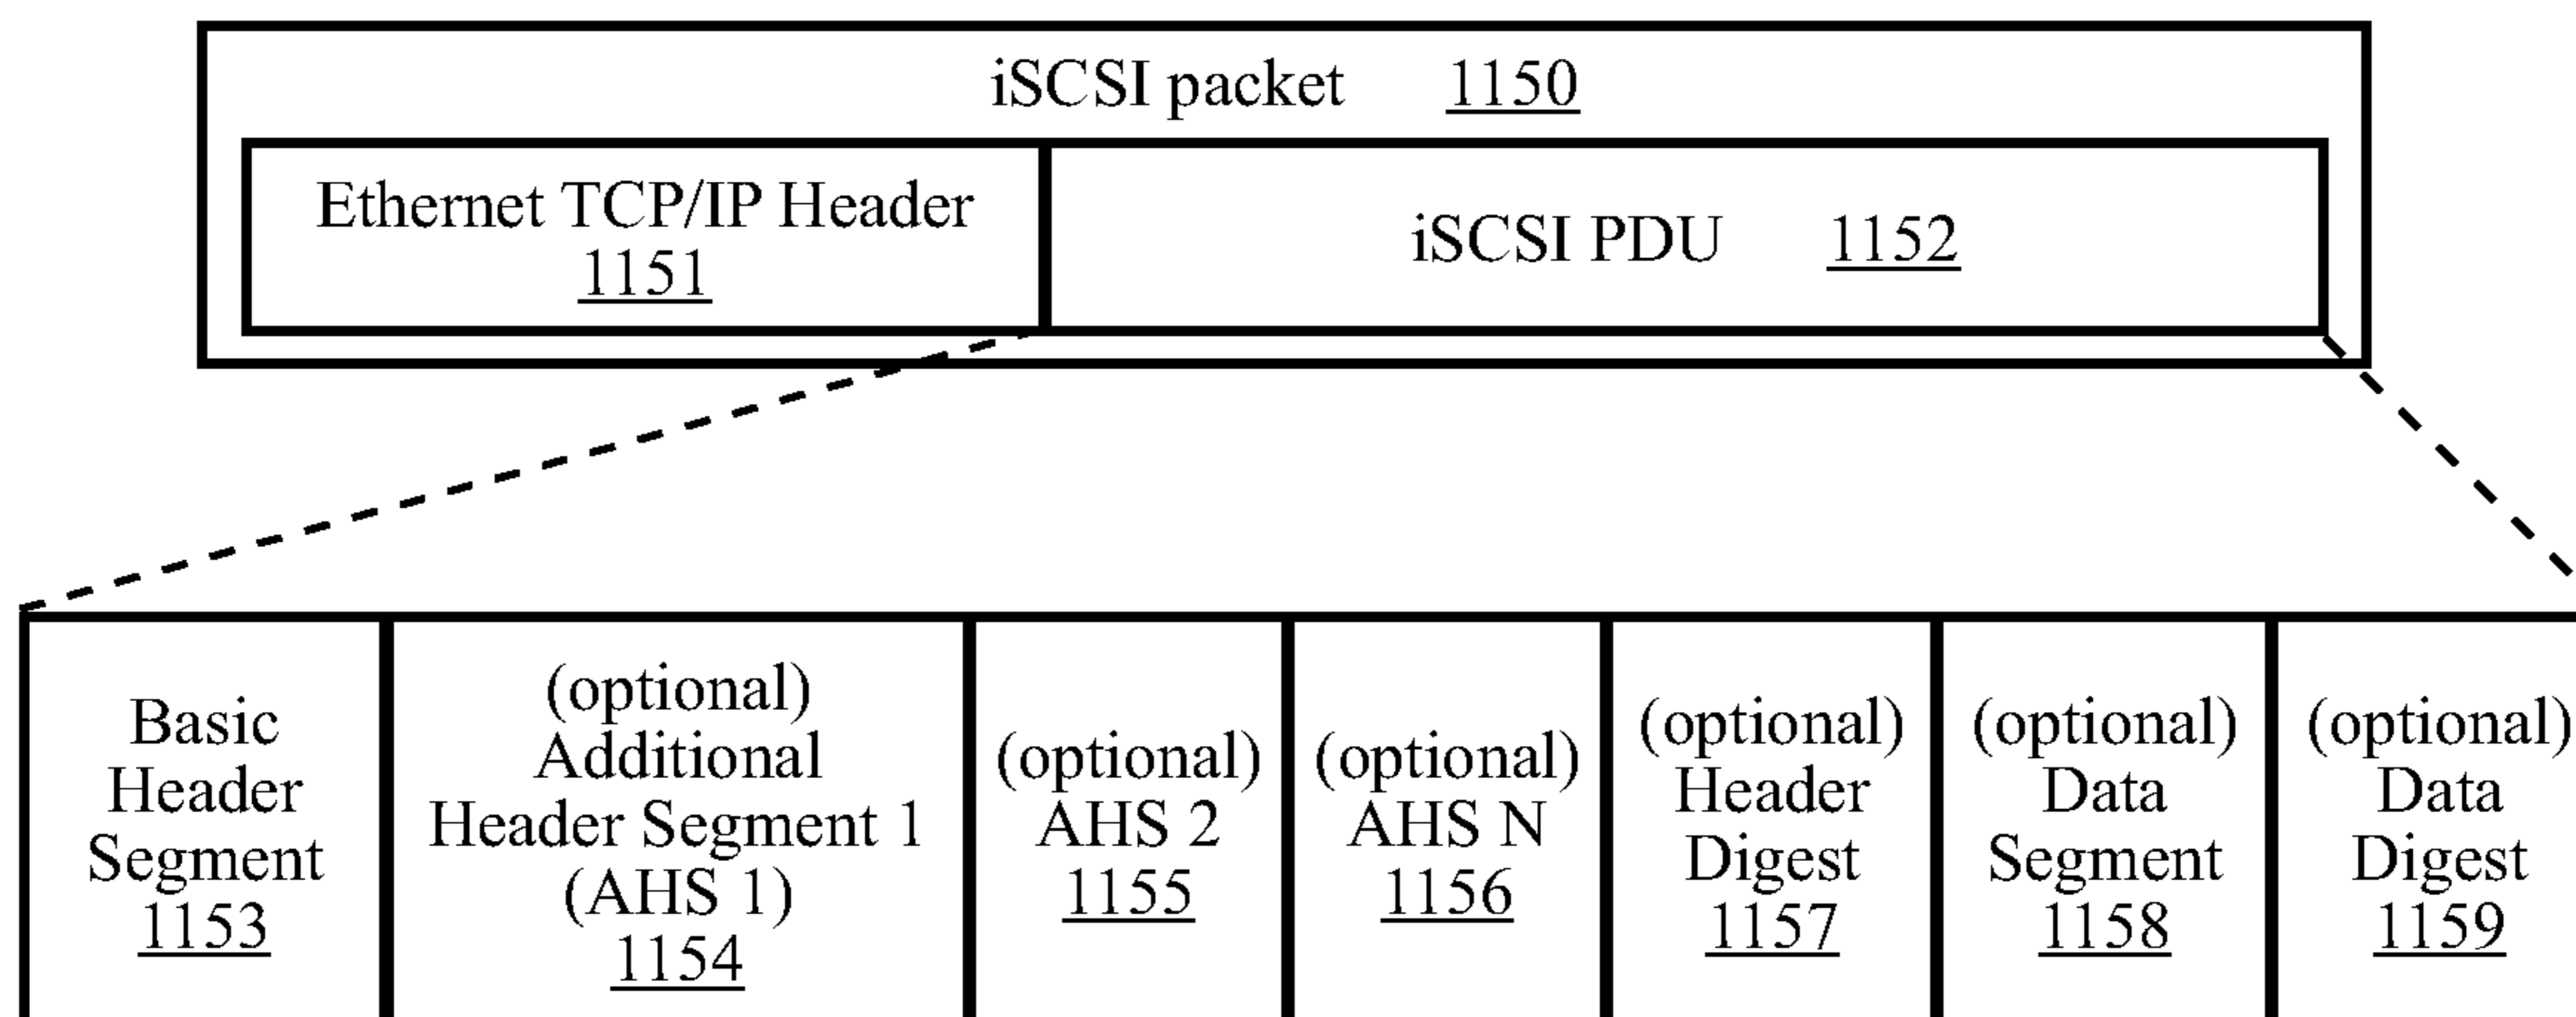 iSCSI packet 1150
Ethernet TCP/IP Header
1151
iSCSI PDU 1152
Basic
Header
Segment
1153
(optional)
Additional
Header Segment 1
(AHS 1)
1154
(optional)
AHS 2
1155
(optional)
AHS N
1156
(optional)
Header
Digest
1157
(optional)
Data
Segment
1158
(optional)
Data
Digest
1159